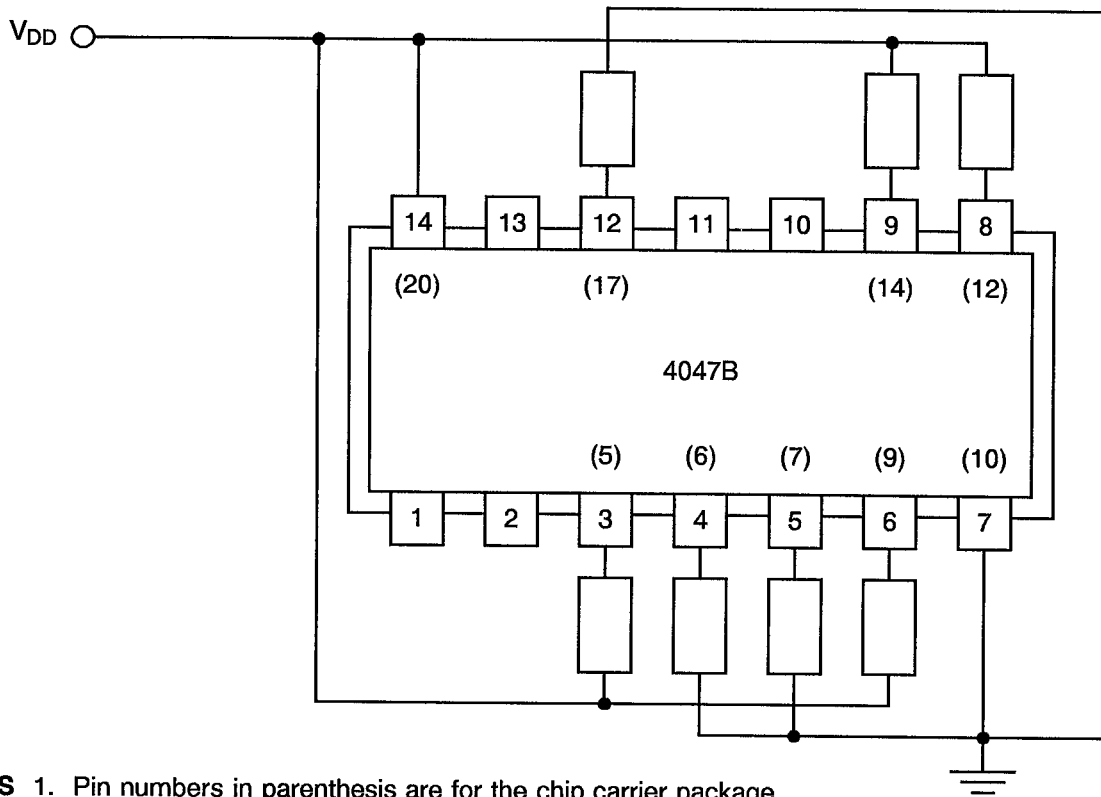 VDD
14 13 12 11 10 9 8
(20) (17) (14) (12)
4047B
(5) (6) (7) (9) (10)
1 2 3 4 5 6 7
S 1. Pin numbers in parenthesis are for the chip carrier package